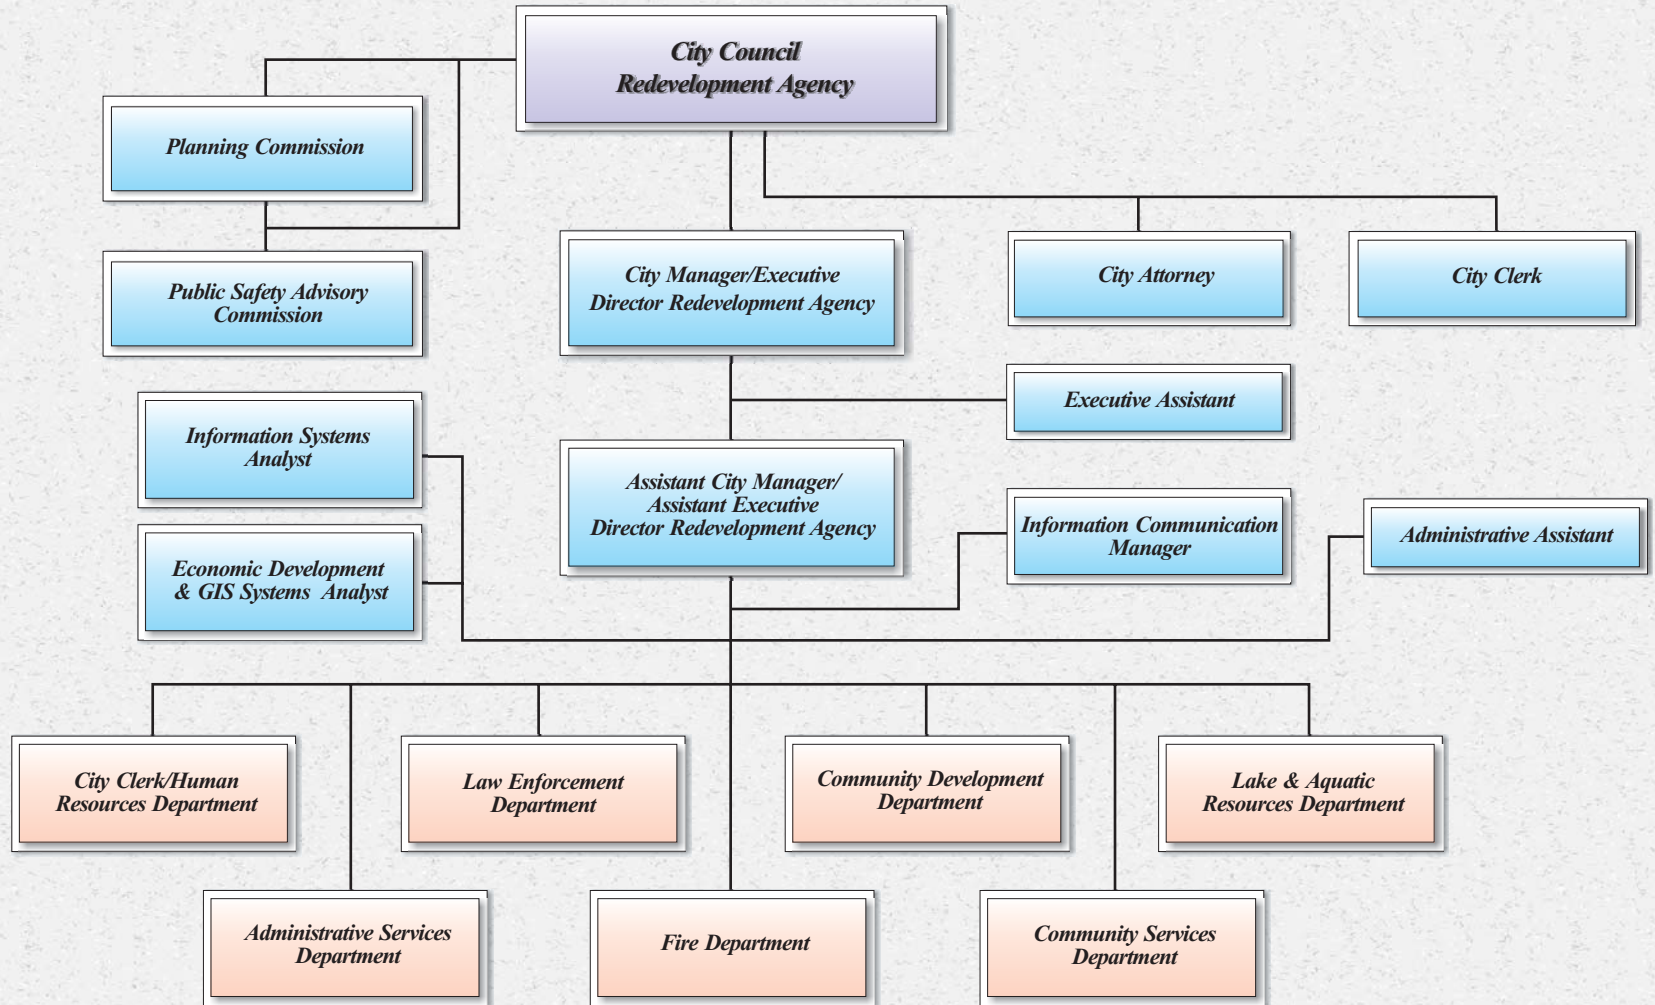 City Council
Redevelopment Agency
Planning Commission
Public Safety Advisory
Commission
City Manager/Executive
Director Redevelopment Agency
City Attorney
City Clerk
Executive Assistant
Information Systems
Analyst
Assistant City Manager/
Assistant Executive
Director Redevelopment Agency
Information Communication
Manager
Administrative Assistant
Economic Development
& GIS Systems Analyst
City Clerk/Human
Resources Department
Law Enforcement
Department
Community Development
Department
Lake & Aquatic
Resources Department
Administrative Services
Department
Fire Department
Community Services
Department